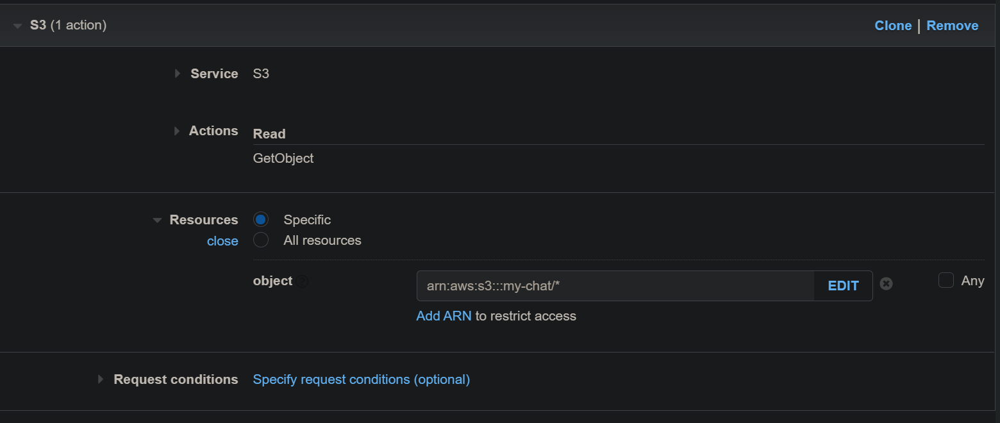 S3 (1 action)
Clone | Remove
Service S3
Actions Read
GetObject
Resources Specific
close All resources
object ?
arn:aws:s3:::my-chat/* EDIT Any
Add ARN to restrict access
Request conditions Specify request conditions (optional)